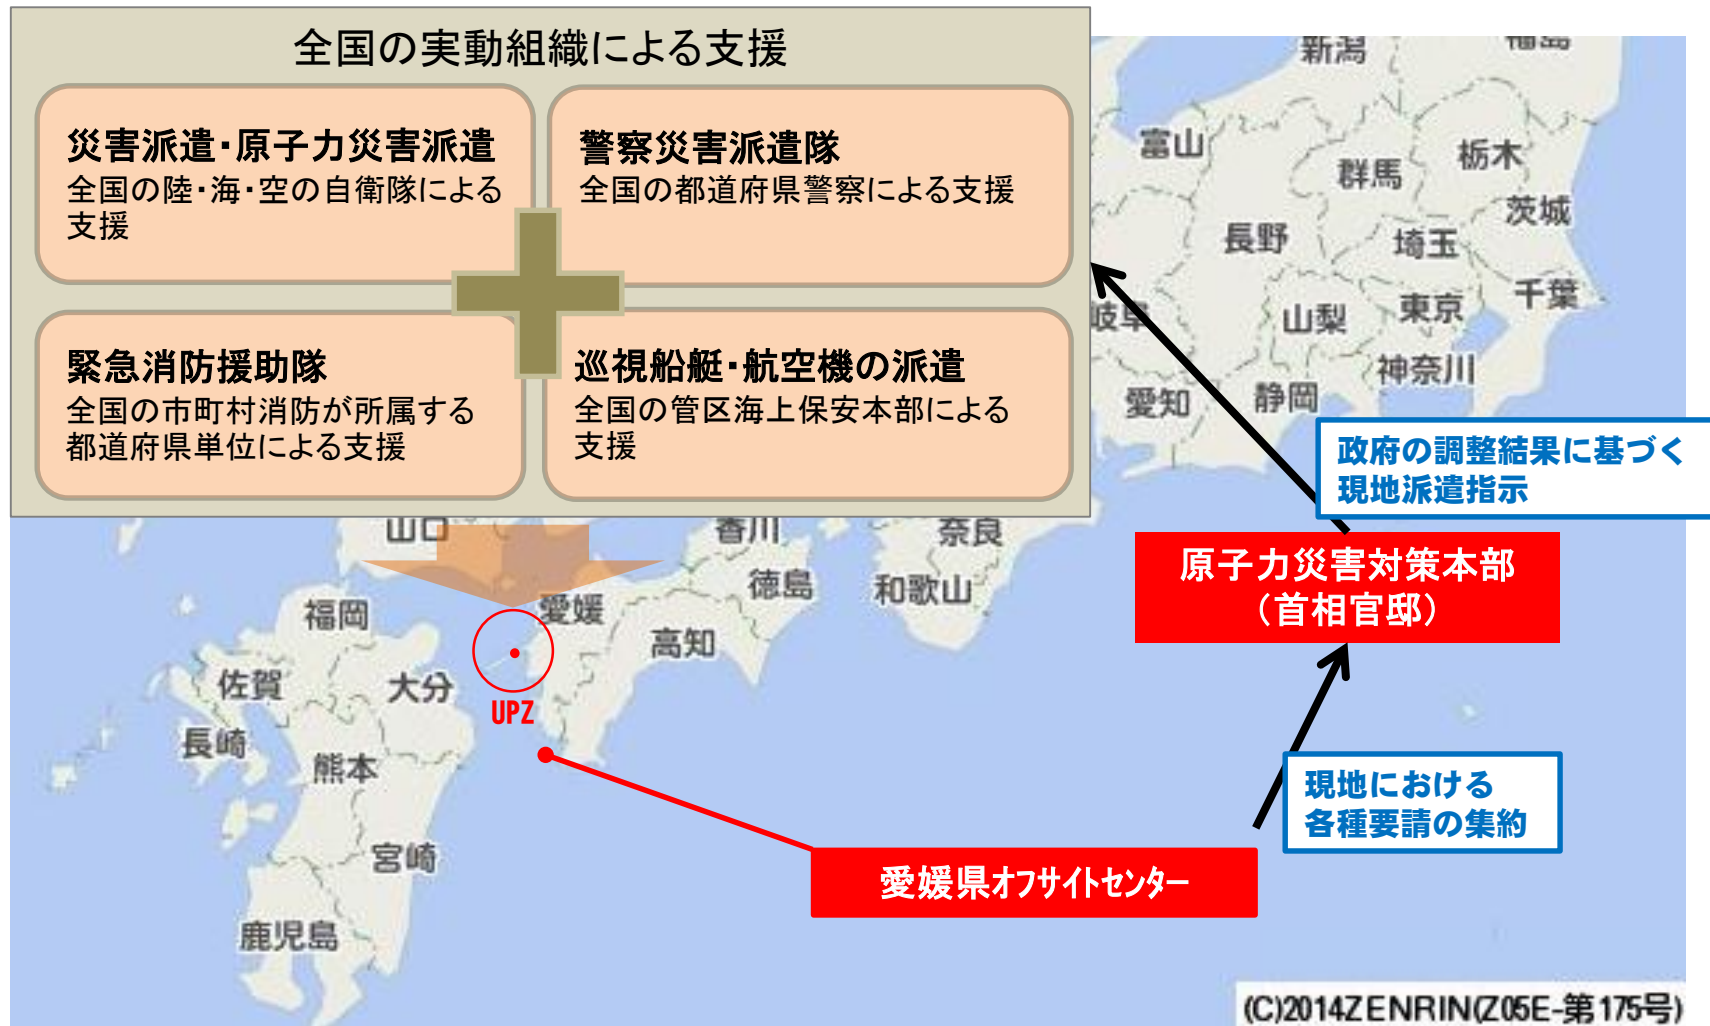 全国の実動組織による支援
災害派遣・原子力災害派遣
全国の陸・海・空の自衛隊による
支援
警察災害派遣隊
全国の都道府県警察による支援
緊急消防援助隊
全国の市町村消防が所属する
都道府県単位による支援
巡視船艇・航空機の派遣
全国の管区海上保安本部による
支援
新潟
福島
富山
群馬
栃木
茨城
長野
埼玉
千葉
岐阜
山梨
東京
神奈川
愛知
静岡
政府の調整結果に基づく
現地派遣指示
原子力災害対策本部
（首相官邸）
山口
香川
奈良
徳島
和歌山
愛媛
高知
福岡
佐賀
大分
UPZ
長崎
熊本
宮崎
鹿児島
現地における
各種要請の集約
愛媛県オフサイトセンター
(C)2014ZENRIN(Z05E-第175号)